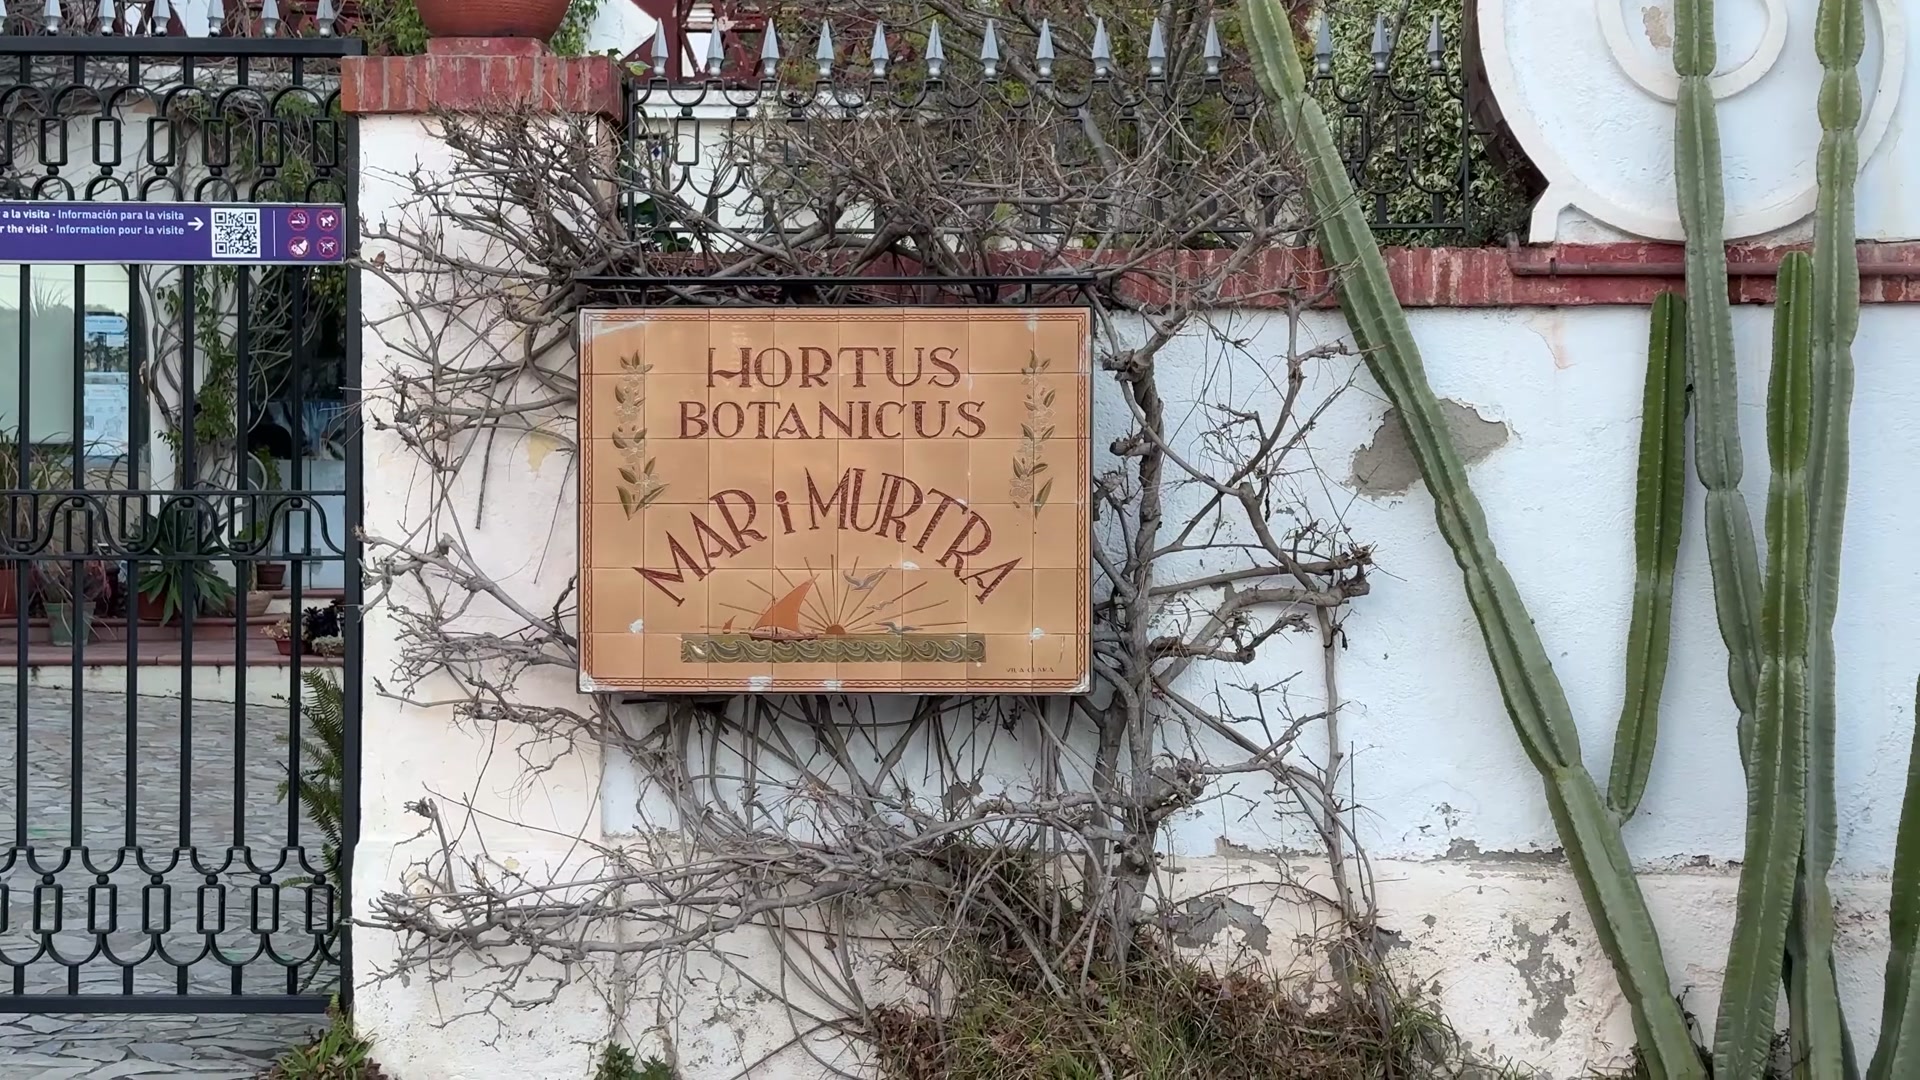 a la visita · Información para la visita
r the visit · Information pour la visite
HORTUS
BOTANICUS
MAR i MURTRA